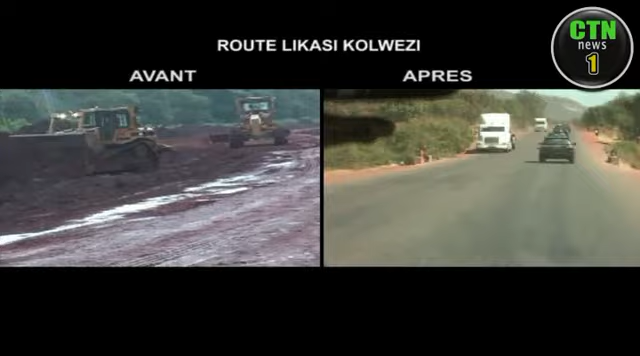 ROUTE LIKASI KOLWEZI
AVANT
APRES
CTN
news
1